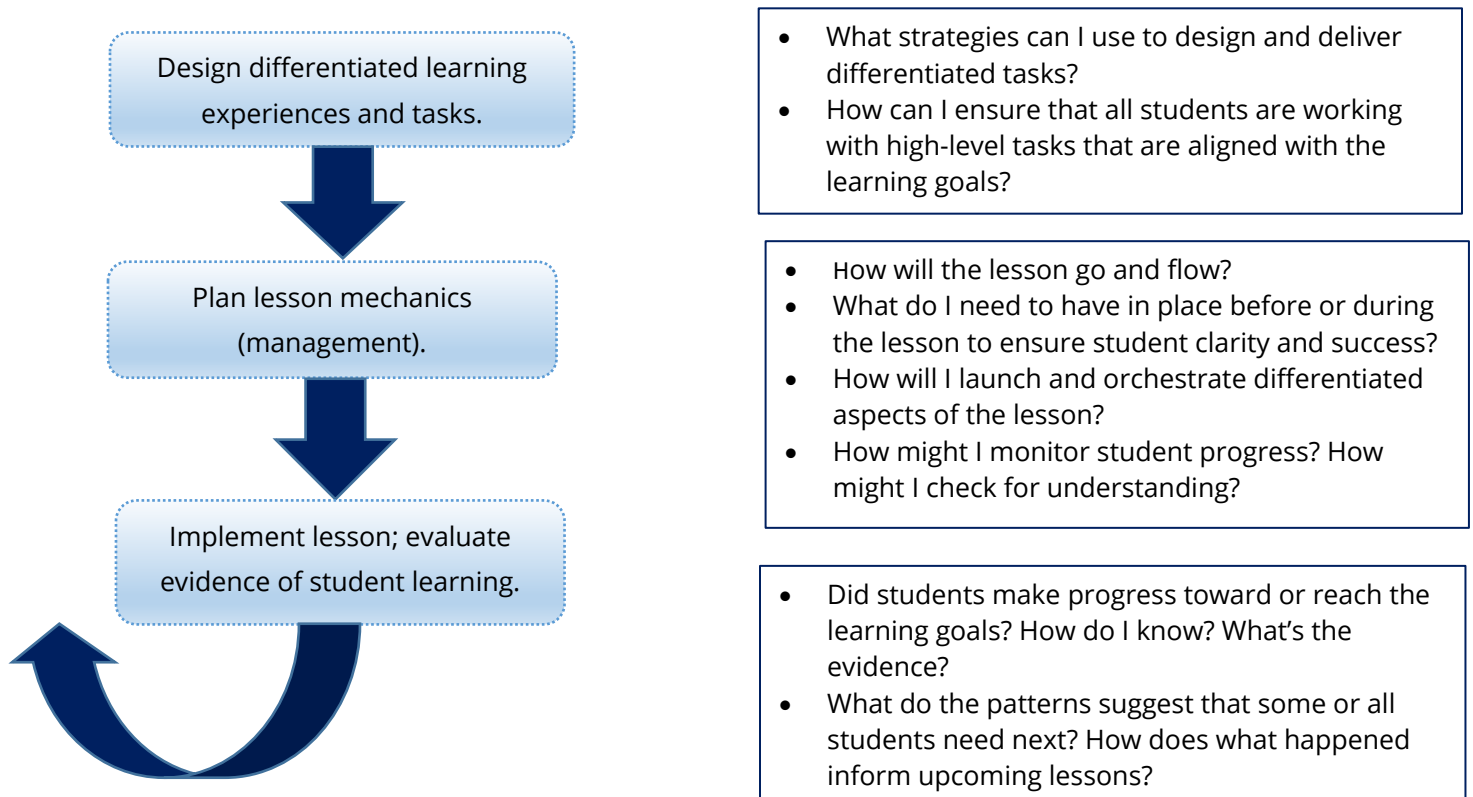 Design differentiated learning
experiences and tasks.
• What strategies can I use to design and deliver
differentiated tasks?
• How can I ensure that all students are working
with high-level tasks that are aligned with the
learning goals?
Plan lesson mechanics
(management).
• How will the lesson go and flow?
• What do I need to have in place before or during
the lesson to ensure student clarity and success?
• How will I launch and orchestrate differentiated
aspects of the lesson?
• How might I monitor student progress? How
might I check for understanding?
Implement lesson; evaluate
evidence of student learning.
• Did students make progress toward or reach the
learning goals? How do I know? What’s the
evidence?
• What do the patterns suggest that some or all
students need next? How does what happened
inform upcoming lessons?